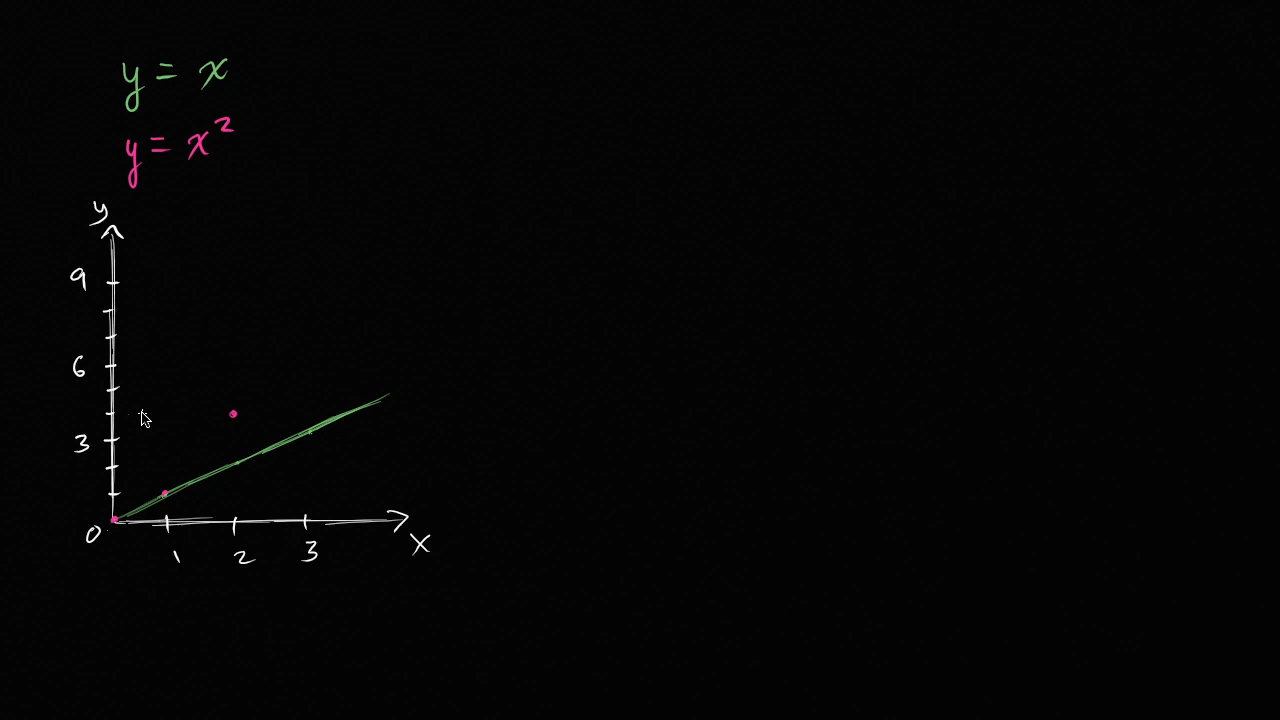 y = x
y = x²
y
9
6
3
0
1 2 3
x